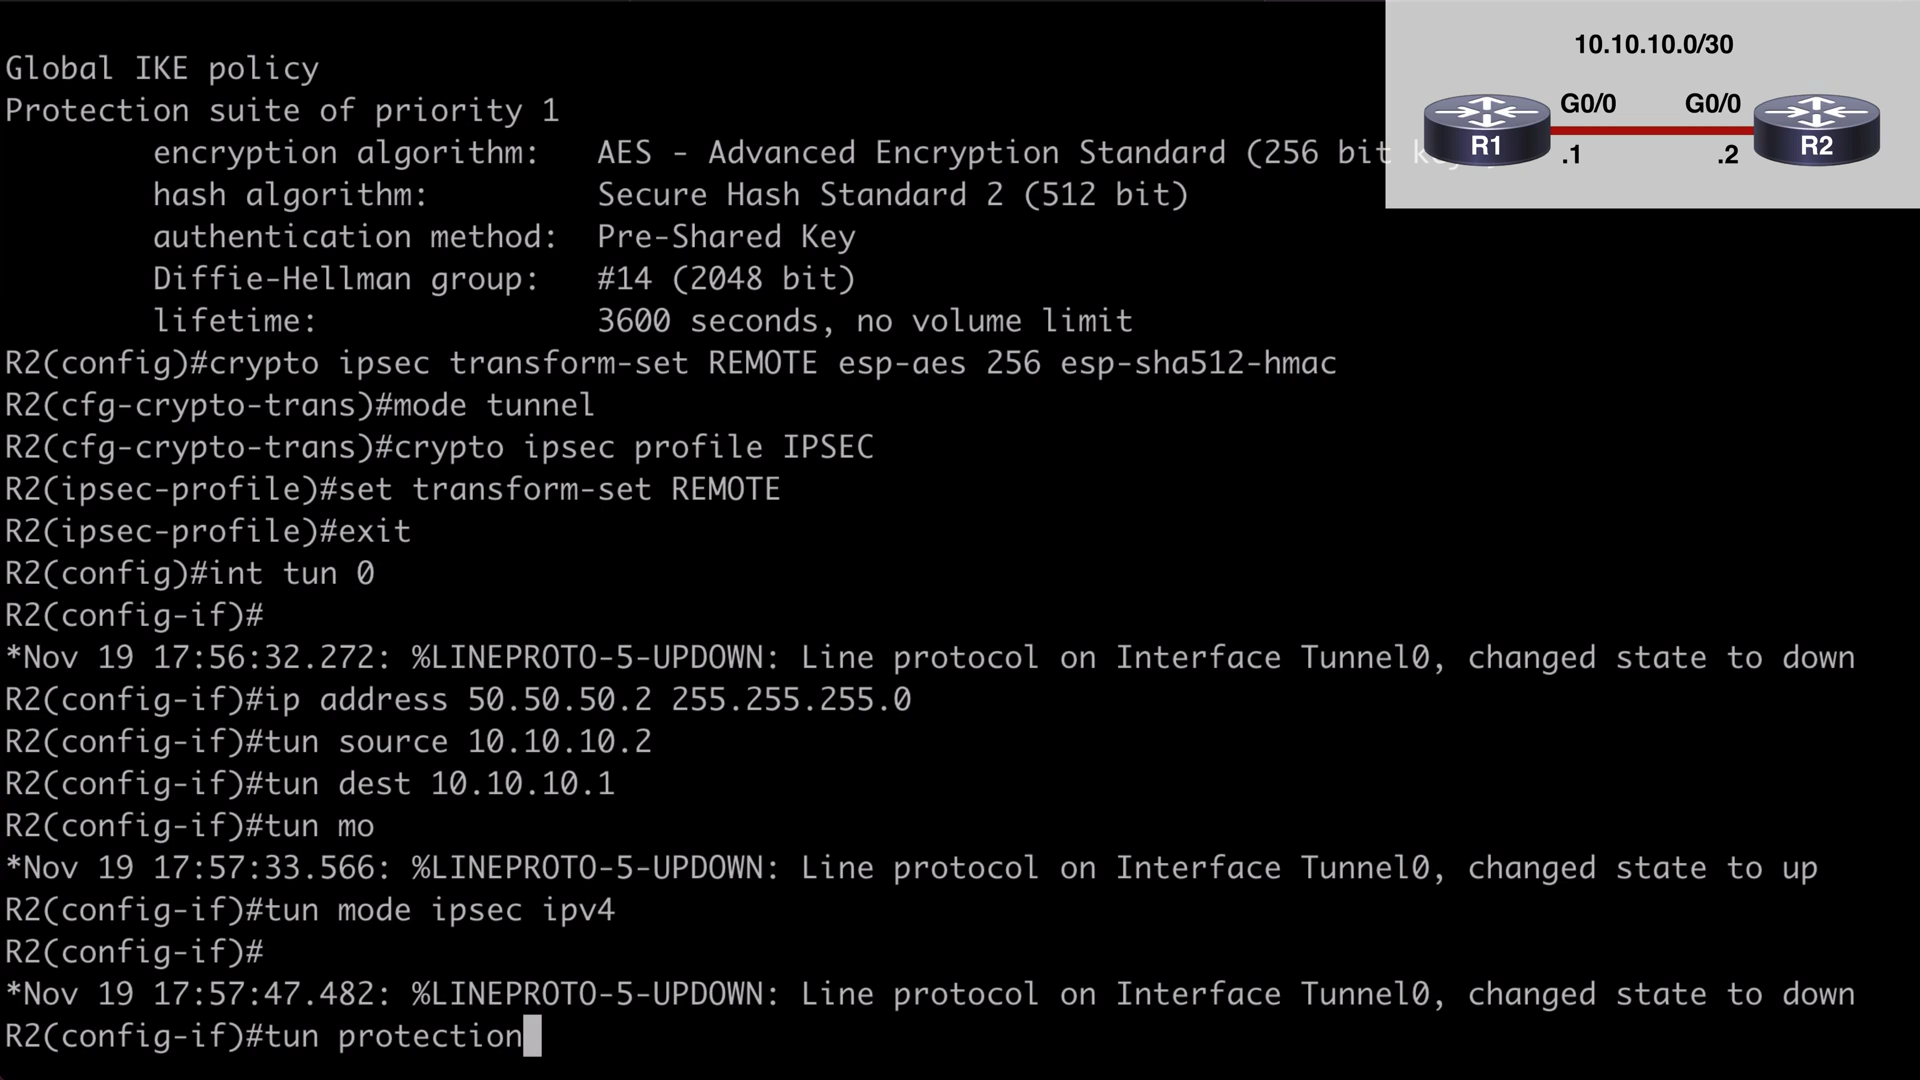 Global IKE policy
Protection suite of priority 1
encryption algorithm: AES - Advanced Encryption Standard (256 bit
hash algorithm: Secure Hash Standard 2 (512 bit)
authentication method: Pre-Shared Key
Diffie-Hellman group: #14 (2048 bit)
lifetime: 3600 seconds, no volume limit
R2(config)#crypto ipsec transform-set REMOTE esp-aes 256 esp-sha512-hmac
R2(cfg-crypto-trans)#mode tunnel
R2(cfg-crypto-trans)#crypto ipsec profile IPSEC
R2(ipsec-profile)#set transform-set REMOTE
R2(ipsec-profile)#exit
R2(config)#int tun 0
R2(config-if)#
*Nov 19 17:56:32.272: %LINEPROTO-5-UPDOWN: Line protocol on Interface Tunnel0, changed state to down
R2(config-if)#ip address 50.50.50.2 255.255.255.0
R2(config-if)#tun source 10.10.10.2
R2(config-if)#tun dest 10.10.10.1
R2(config-if)#tun mo
*Nov 19 17:57:33.566: %LINEPROTO-5-UPDOWN: Line protocol on Interface Tunnel0, changed state to up
R2(config-if)#tun mode ipsec ipv4
R2(config-if)#
*Nov 19 17:57:47.482: %LINEPROTO-5-UPDOWN: Line protocol on Interface Tunnel0, changed state to down
R2(config-if)#tun protection
10.10.10.0/30
G0/0 G0/0
R1 R2
.1 .2